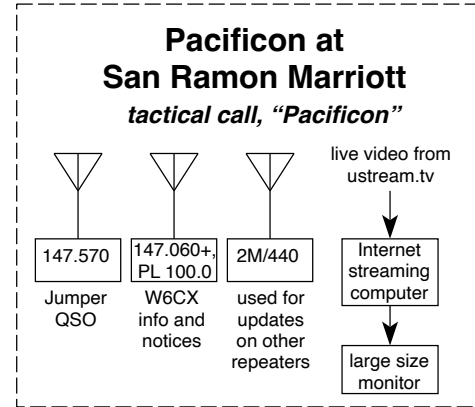 Pacificon at
San Ramon Marriott
tactical call, “Pacificon”
147.570
Jumper
QSO
147.060+,
PL 100.0
W6CX
info and
notices
2M/440
used for
updates
on other
repeaters
live video from
ustream.tv
Internet
streaming
computer
large size
monitor